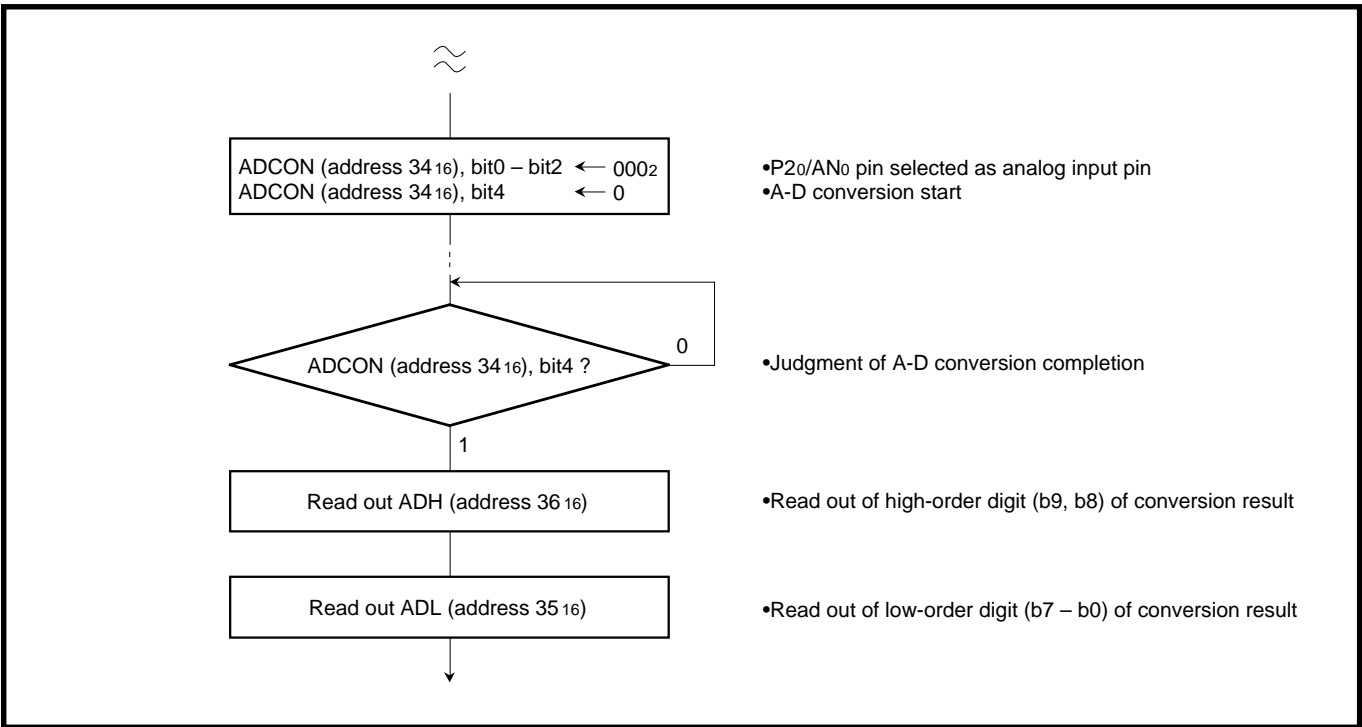 ADCON (address 34₁₆), bit0 – bit2 ← 000₂
•P2₀/AN₀ pin selected as analog input pin
ADCON (address 34₁₆), bit4 ← 0
•A-D conversion start
0
ADCON (address 34₁₆), bit4 ?
•Judgment of A-D conversion completion
1
Read out ADH (address 36₁₆)
•Read out of high-order digit (b9, b8) of conversion result
Read out ADL (address 35₁₆)
•Read out of low-order digit (b7 – b0) of conversion result